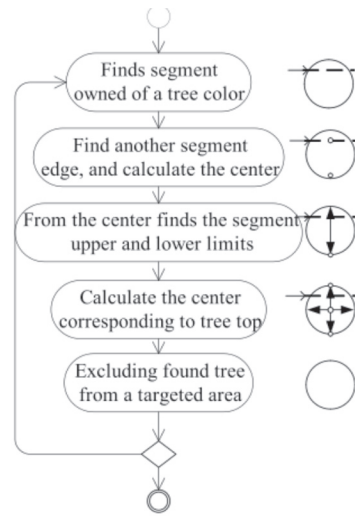 Finds segment
owned of a tree color
Find another segment
edge, and calculate the center
From the center finds the segment
upper and lower limits
Calculate the center
corresponding to tree top
Excluding found tree
from a targeted area